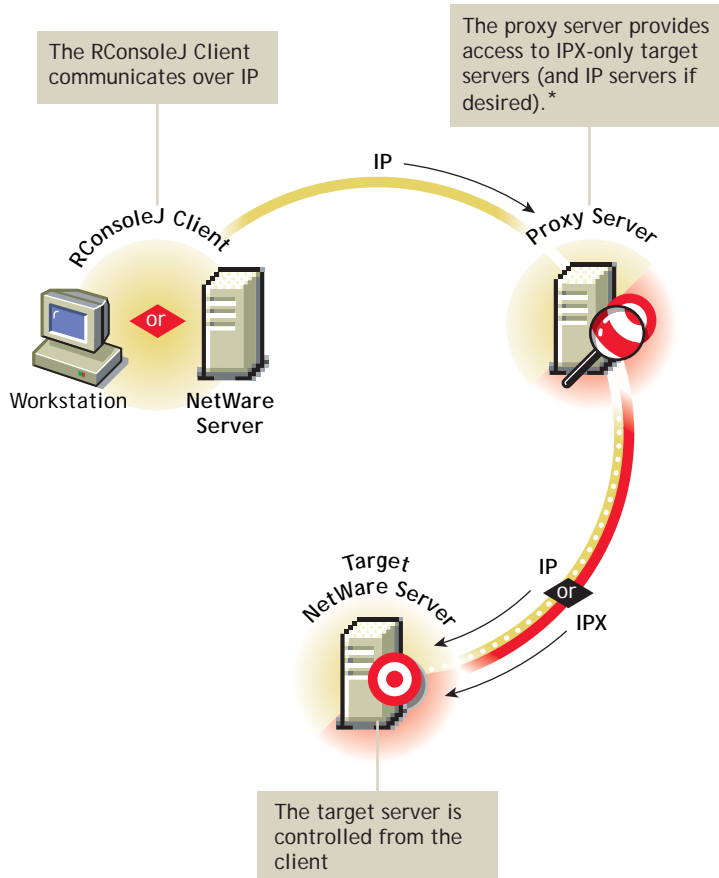 The RConsoleJ Client
communicates over IP
The proxy server provides
access to IPX-only target
servers (and IP servers if
desired).*
IP
RConsoleJ Client
Proxy Server
or
Workstation
NetWare
Server
Target
NetWare Server
IP
or
IPX
The target server is
controlled from the
client